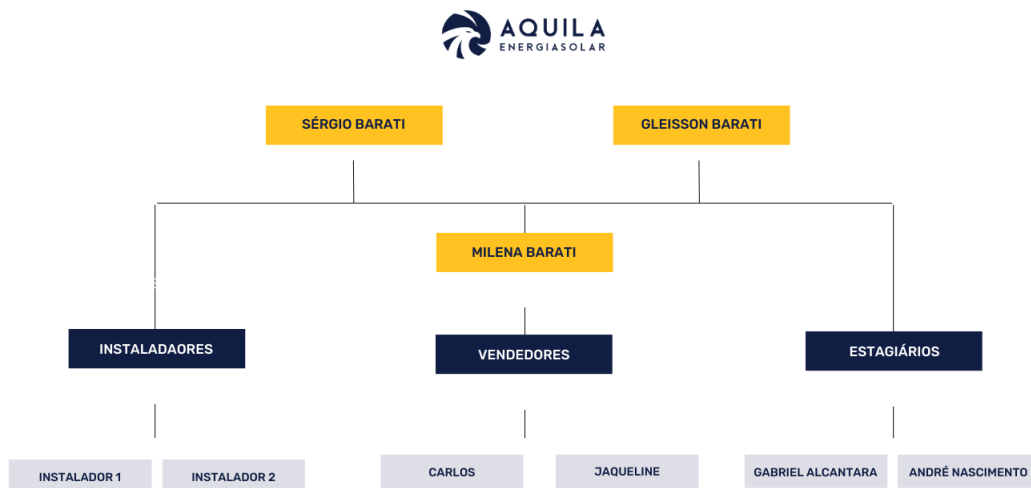 AQUILA
ENERGIASOLAR
SÉRGIO BARATI
GLEISSON BARATI
MILENA BARATI
INSTALADAORES
VENDEDORES
ESTAGIÁRIOS
INSTALADOR 1
INSTALADOR 2
CARLOS
JAQUELINE
GABRIEL ALCANTARA
ANDRÉ NASCIMENTO